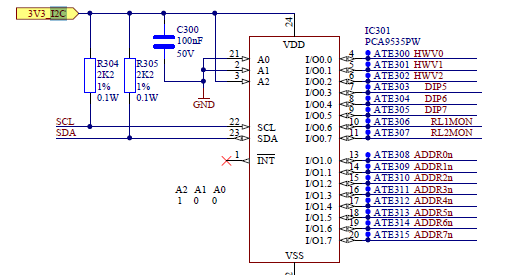 3V3_I2C
C300
100nF
50V
R304
2K2
1%
0.1W
R305
2K2
1%
0.1W
GND
SCL
SDA
24
VDD
IC301
PCA9535PW
21 A0
2 A1
3 A2
22 SCL
23 SDA
1 INT
A2 A1 A0
1 0 0
I/O0.0 4 ATE300 HWV0
I/O0.1 5 ATE301 HWV1
I/O0.2 6 ATE302 HWV2
I/O0.3 7 ATE303 DIP5
I/O0.4 8 ATE304 DIP6
I/O0.5 9 ATE305 DIP7
I/O0.6 10 ATE306 RL1MON
I/O0.7 11 ATE307 RL2MON
I/O1.0 13 ATE308 ADDR0n
I/O1.1 14 ATE309 ADDR1n
I/O1.2 15 ATE310 ADDR2n
I/O1.3 16 ATE311 ADDR3n
I/O1.4 17 ATE312 ADDR4n
I/O1.5 18 ATE313 ADDR5n
I/O1.6 19 ATE314 ADDR6n
I/O1.7 20 ATE315 ADDR7n
VSS